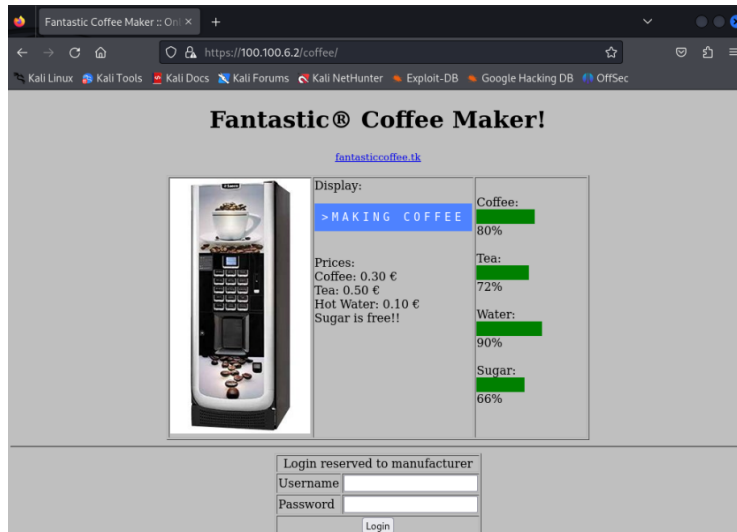 Fantastic Coffee Maker :: Onl
https://100.100.6.2/coffee/
Kali Linux Kali Tools Kali Docs Kali Forums Kali NetHunter Exploit-DB Google Hacking DB OffSec
Fantastic® Coffee Maker!
fantasticcoffee.tk
Display:
>MAKING COFFEE
Prices:
Coffee: 0.30 €
Tea: 0.50 €
Hot Water: 0.10 €
Sugar is free!!
Coffee:
80%
Tea:
72%
Water:
90%
Sugar:
66%
Login reserved to manufacturer
Username
Password
Login